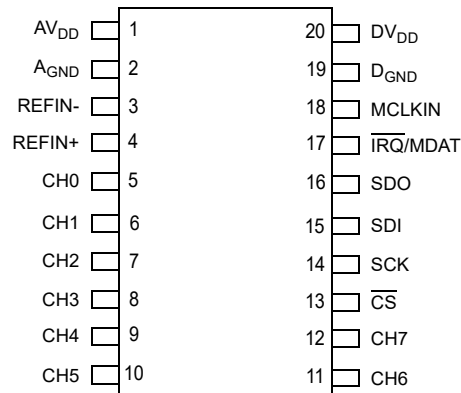 AVDD 1 20 DVDD
AGND 2 19 DGND
REFIN- 3 18 MCLKIN
REFIN+ 4 17 IRQ/MDAT
CH0 5 16 SDO
CH1 6 15 SDI
CH2 7 14 SCK
CH3 8 13 CS
CH4 9 12 CH7
CH5 10 11 CH6